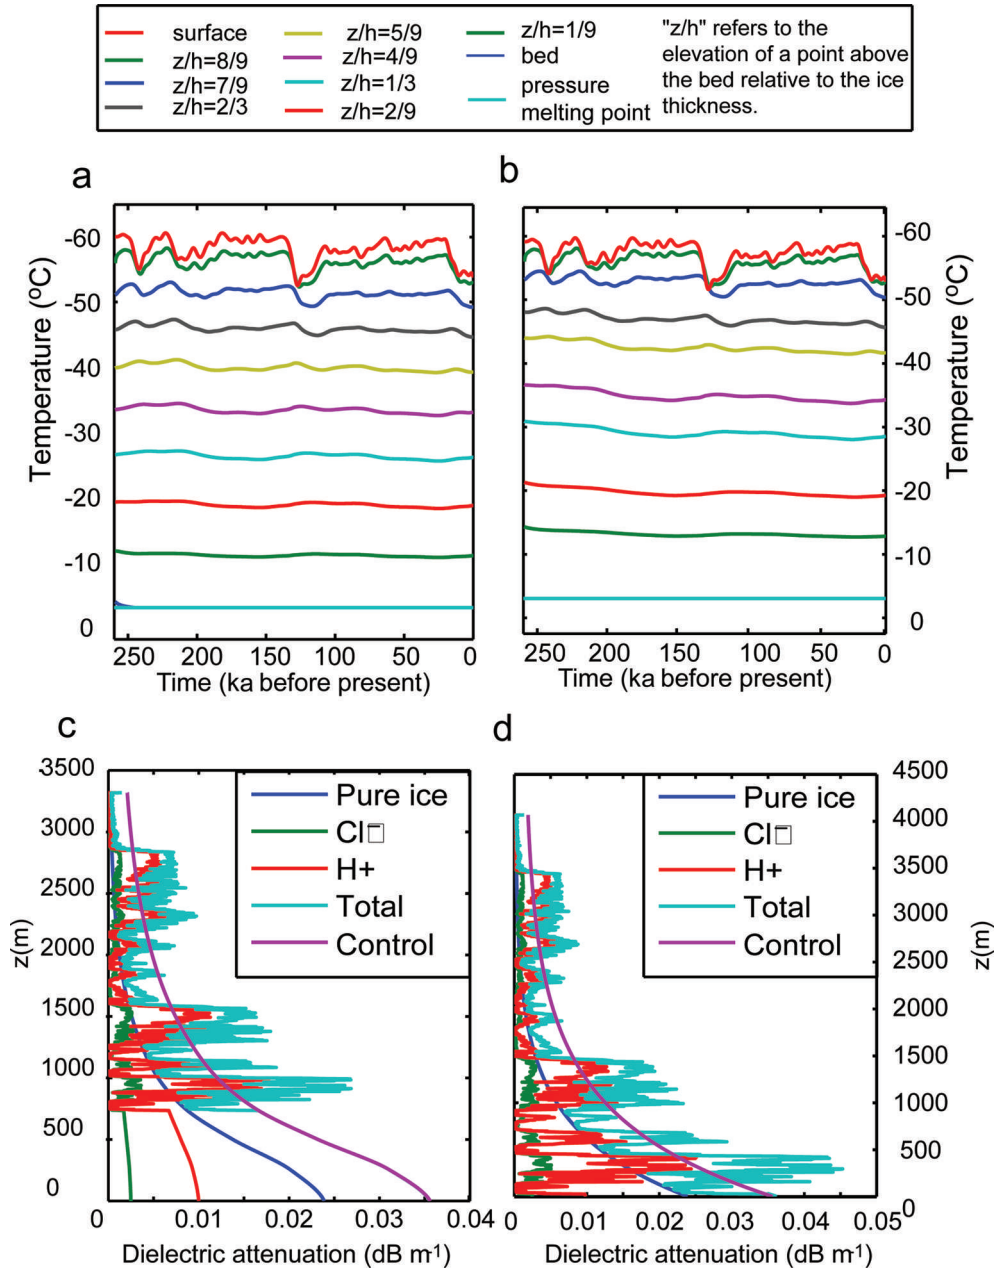 surface
z/h=8/9
z/h=7/9
z/h=2/3
z/h=5/9
z/h=4/9
z/h=1/3
z/h=2/9
z/h=1/9
bed
pressure
melting point
"z/h" refers to the
elevation of a point above
the bed relative to the ice
thickness.
a
-60
-50
-40
-30
-20
-10
0
Temperature (ºC)
250 200 150 100 50 0
Time (ka before present)
b
-60
-50
-40
-30
-20
-10
0
Temperature (ºC)
250 200 150 100 50 0
Time (ka before present)
c
3500
3000
2500
2000
1500
1000
500
0
z(m)
Pure ice
Cl⁻
H+
Total
Control
0 0.01 0.02 0.03 0.04
Dielectric attenuation (dB m-1)
d
Pure ice
Cl⁻
H+
Total
Control
4500
4000
3500
3000
2500
2000
1500
1000
500
0
z(m)
0 0.01 0.02 0.03 0.04 0.05
Dielectric attenuation (dB m-1)